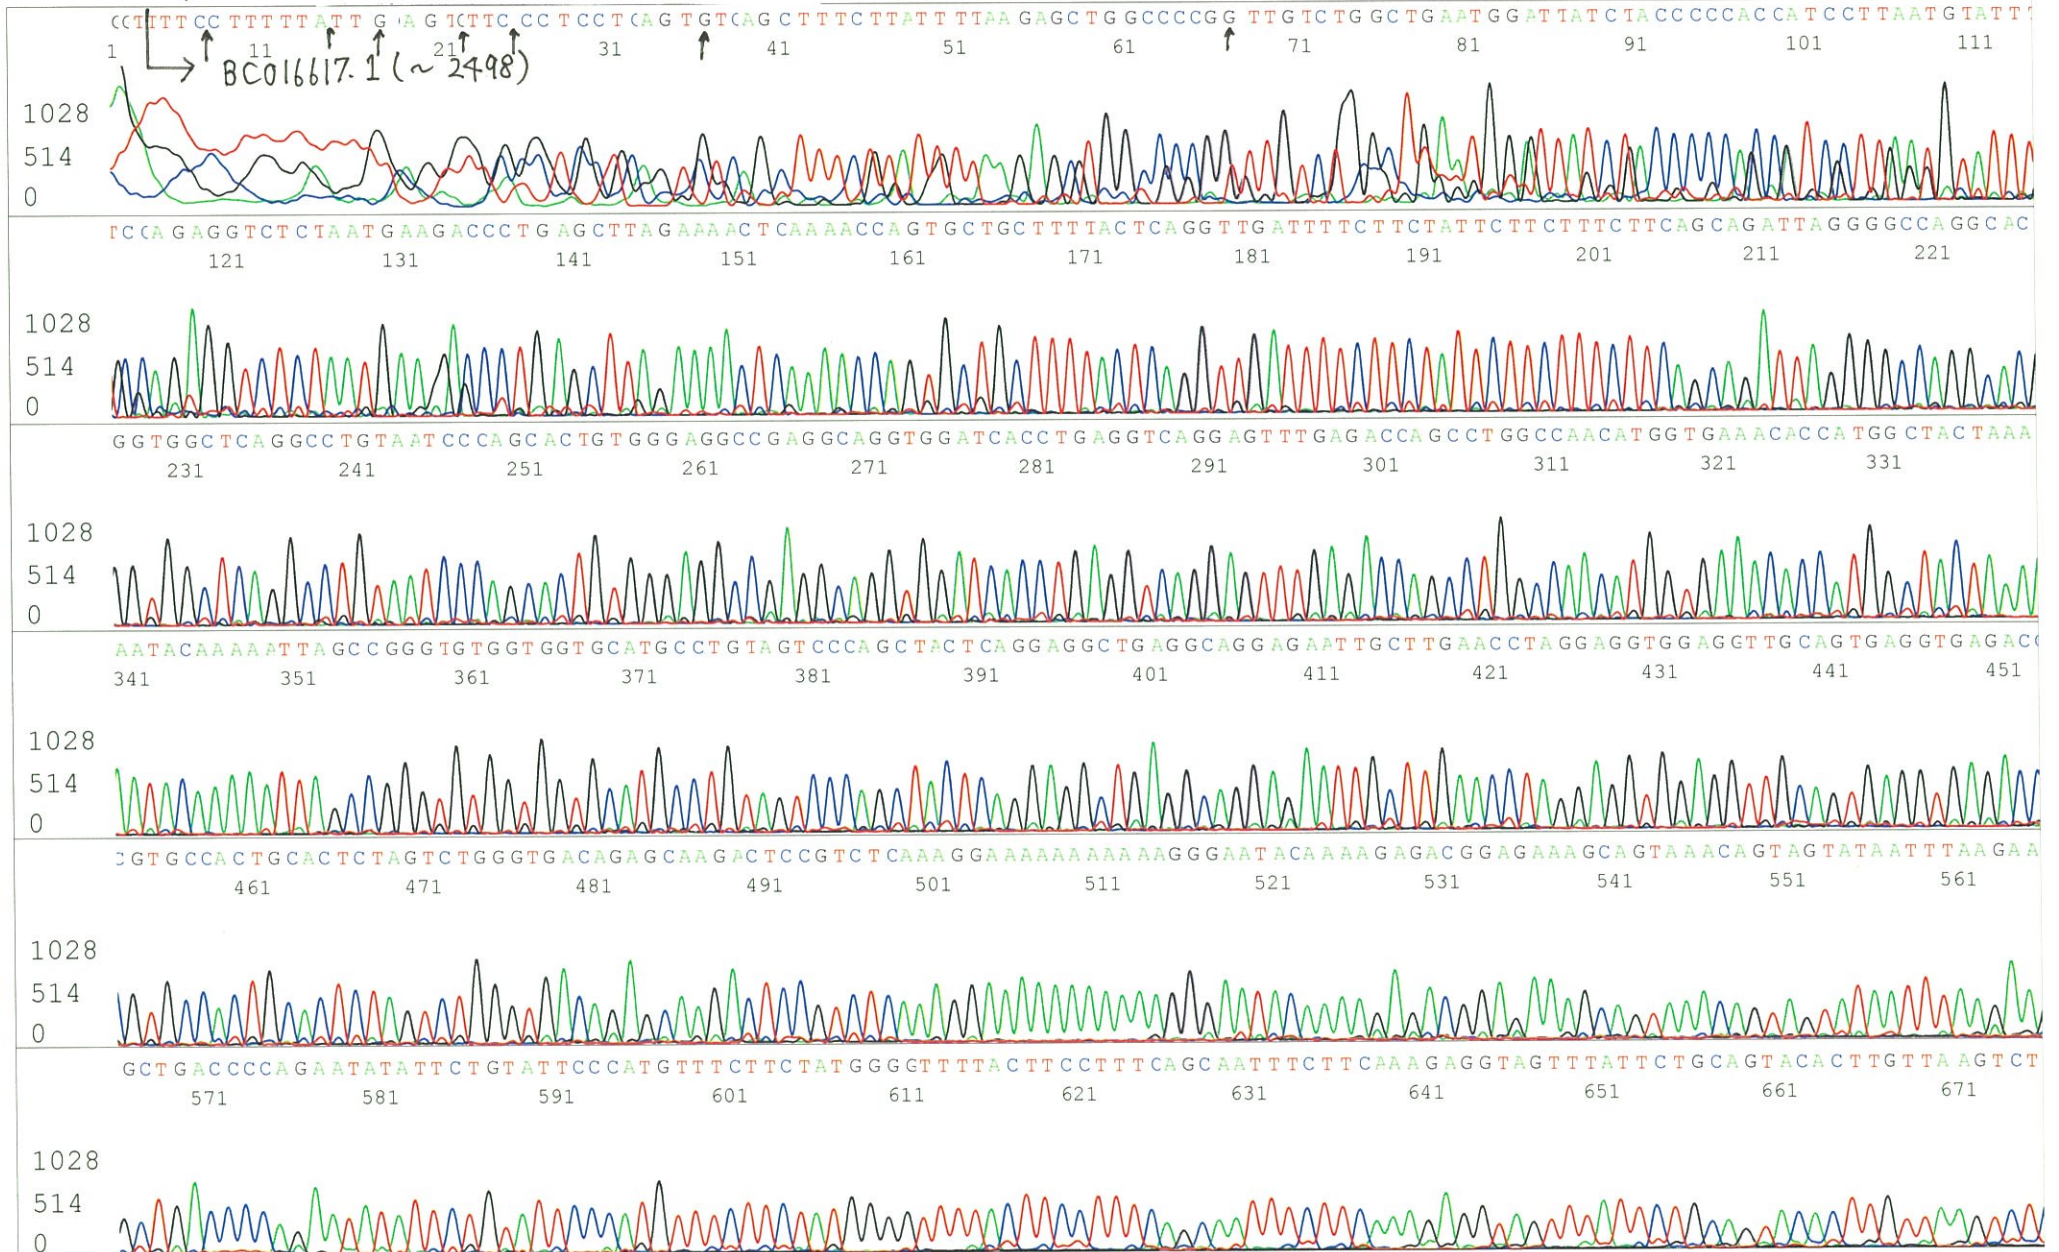 CCTTTTCCTTTTTATTGAAGTCTTCCCCTCCTCAGTGTCAGCTTTCTTATTTTAAGAGCTGGCCCCGGTTGTCTGGCTGAATGGATTATCTACCCCCACCATCCTTAATGTATTT
1 11 21 31 41 51 61 71 81 91 101 111
BC016617.1 (~ 2498)
1028
514
0
TCCAGAGGTCTCTAATGAAGACCCTGAGCTTAGAAAACTCAAAACCAGTGCTGCTTTTACTCAGGTTGATTTTCTTCTATTCTTCTTTCTTCAGCAGATTAGGGGCCAGGCAC
121 131 141 151 161 171 181 191 201 211 221
1028
514
0
GGTGGCTCAGGCCTGTAATCCCAGCACTGTGGGAGGCCGAGGCAGGTGGATCACCTGAGGTCAGGAGTTTGAGACCAGCCTGGCCAACATGGTGAAACACCATGGCTACTAAA
231 241 251 261 271 281 291 301 311 321 331
1028
514
0
AATACAAAAATTAGCCGGGTGTGGTGGTGCATGCCTGTAGTCCCAGCTACTCAGGAGGCTGAGGCAGGAGAATTGCTTGAACCTAGGAGGTGGAGGTTGCAGTGAGGTGAGACC
341 351 361 371 381 391 401 411 421 431 441 451
1028
514
0
CGTGCCACTGCACTCTAGTCTGGGTGACAGAGCAAGACTCCGTCTCAAAGGAAAAAAAAAAAGGGAATACAAAAGAGACGGAGAAAGCAGTAAACAGTAGTATAATTTAAGAA
461 471 481 491 501 511 521 531 541 551 561
1028
514
0
GCTGACCCCAGAATATATTCTGTATTCCCATGTTTCTTCTATGGGGTTTTACTTCCTTTCAGCAATTTCTTCAAAGAGGTAGTTTATTCTGCAGTACACTTGTTAAGTCT
571 581 591 601 611 621 631 641 651 661 671
1028
514
0